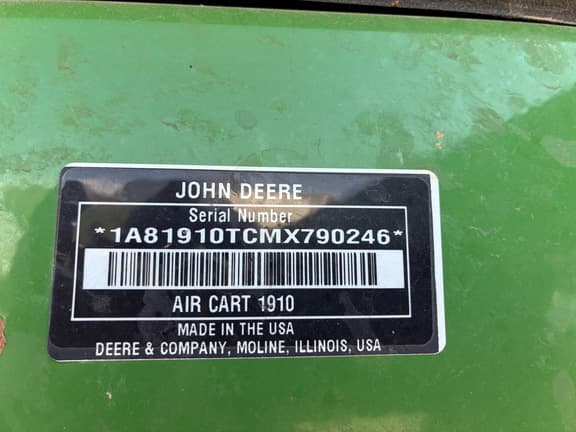 JOHN DEERE
Serial Number
*1A81910TCMX790246*
AIR CART 1910
MADE IN THE USA
DEERE & COMPANY, MOLINE, ILLINOIS, USA